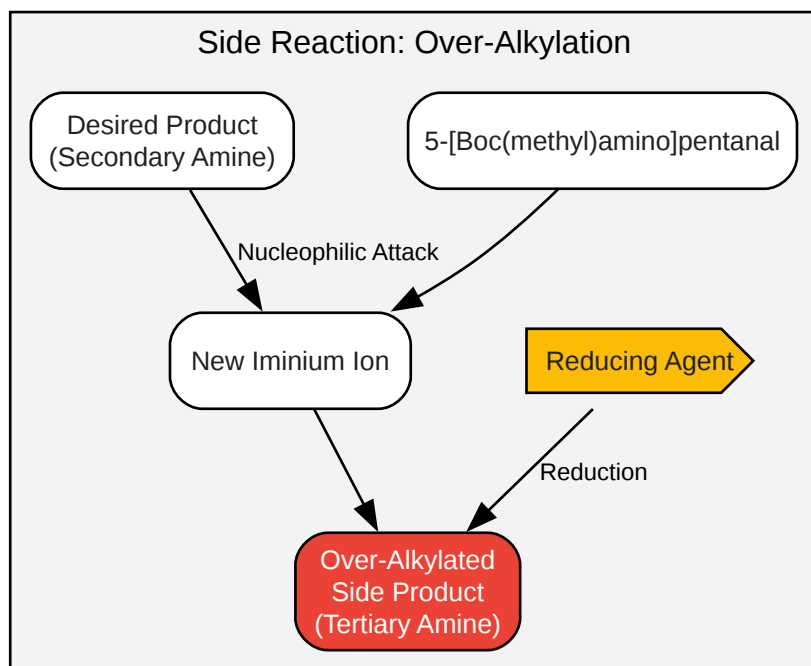 Side Reaction: Over-Alkylation
Desired Product
(Secondary Amine)
5-[Boc(methyl)amino]pentanal
Nucleophilic Attack
New Iminium Ion
Reducing Agent
Reduction
Over-Alkylated
Side Product
(Tertiary Amine)